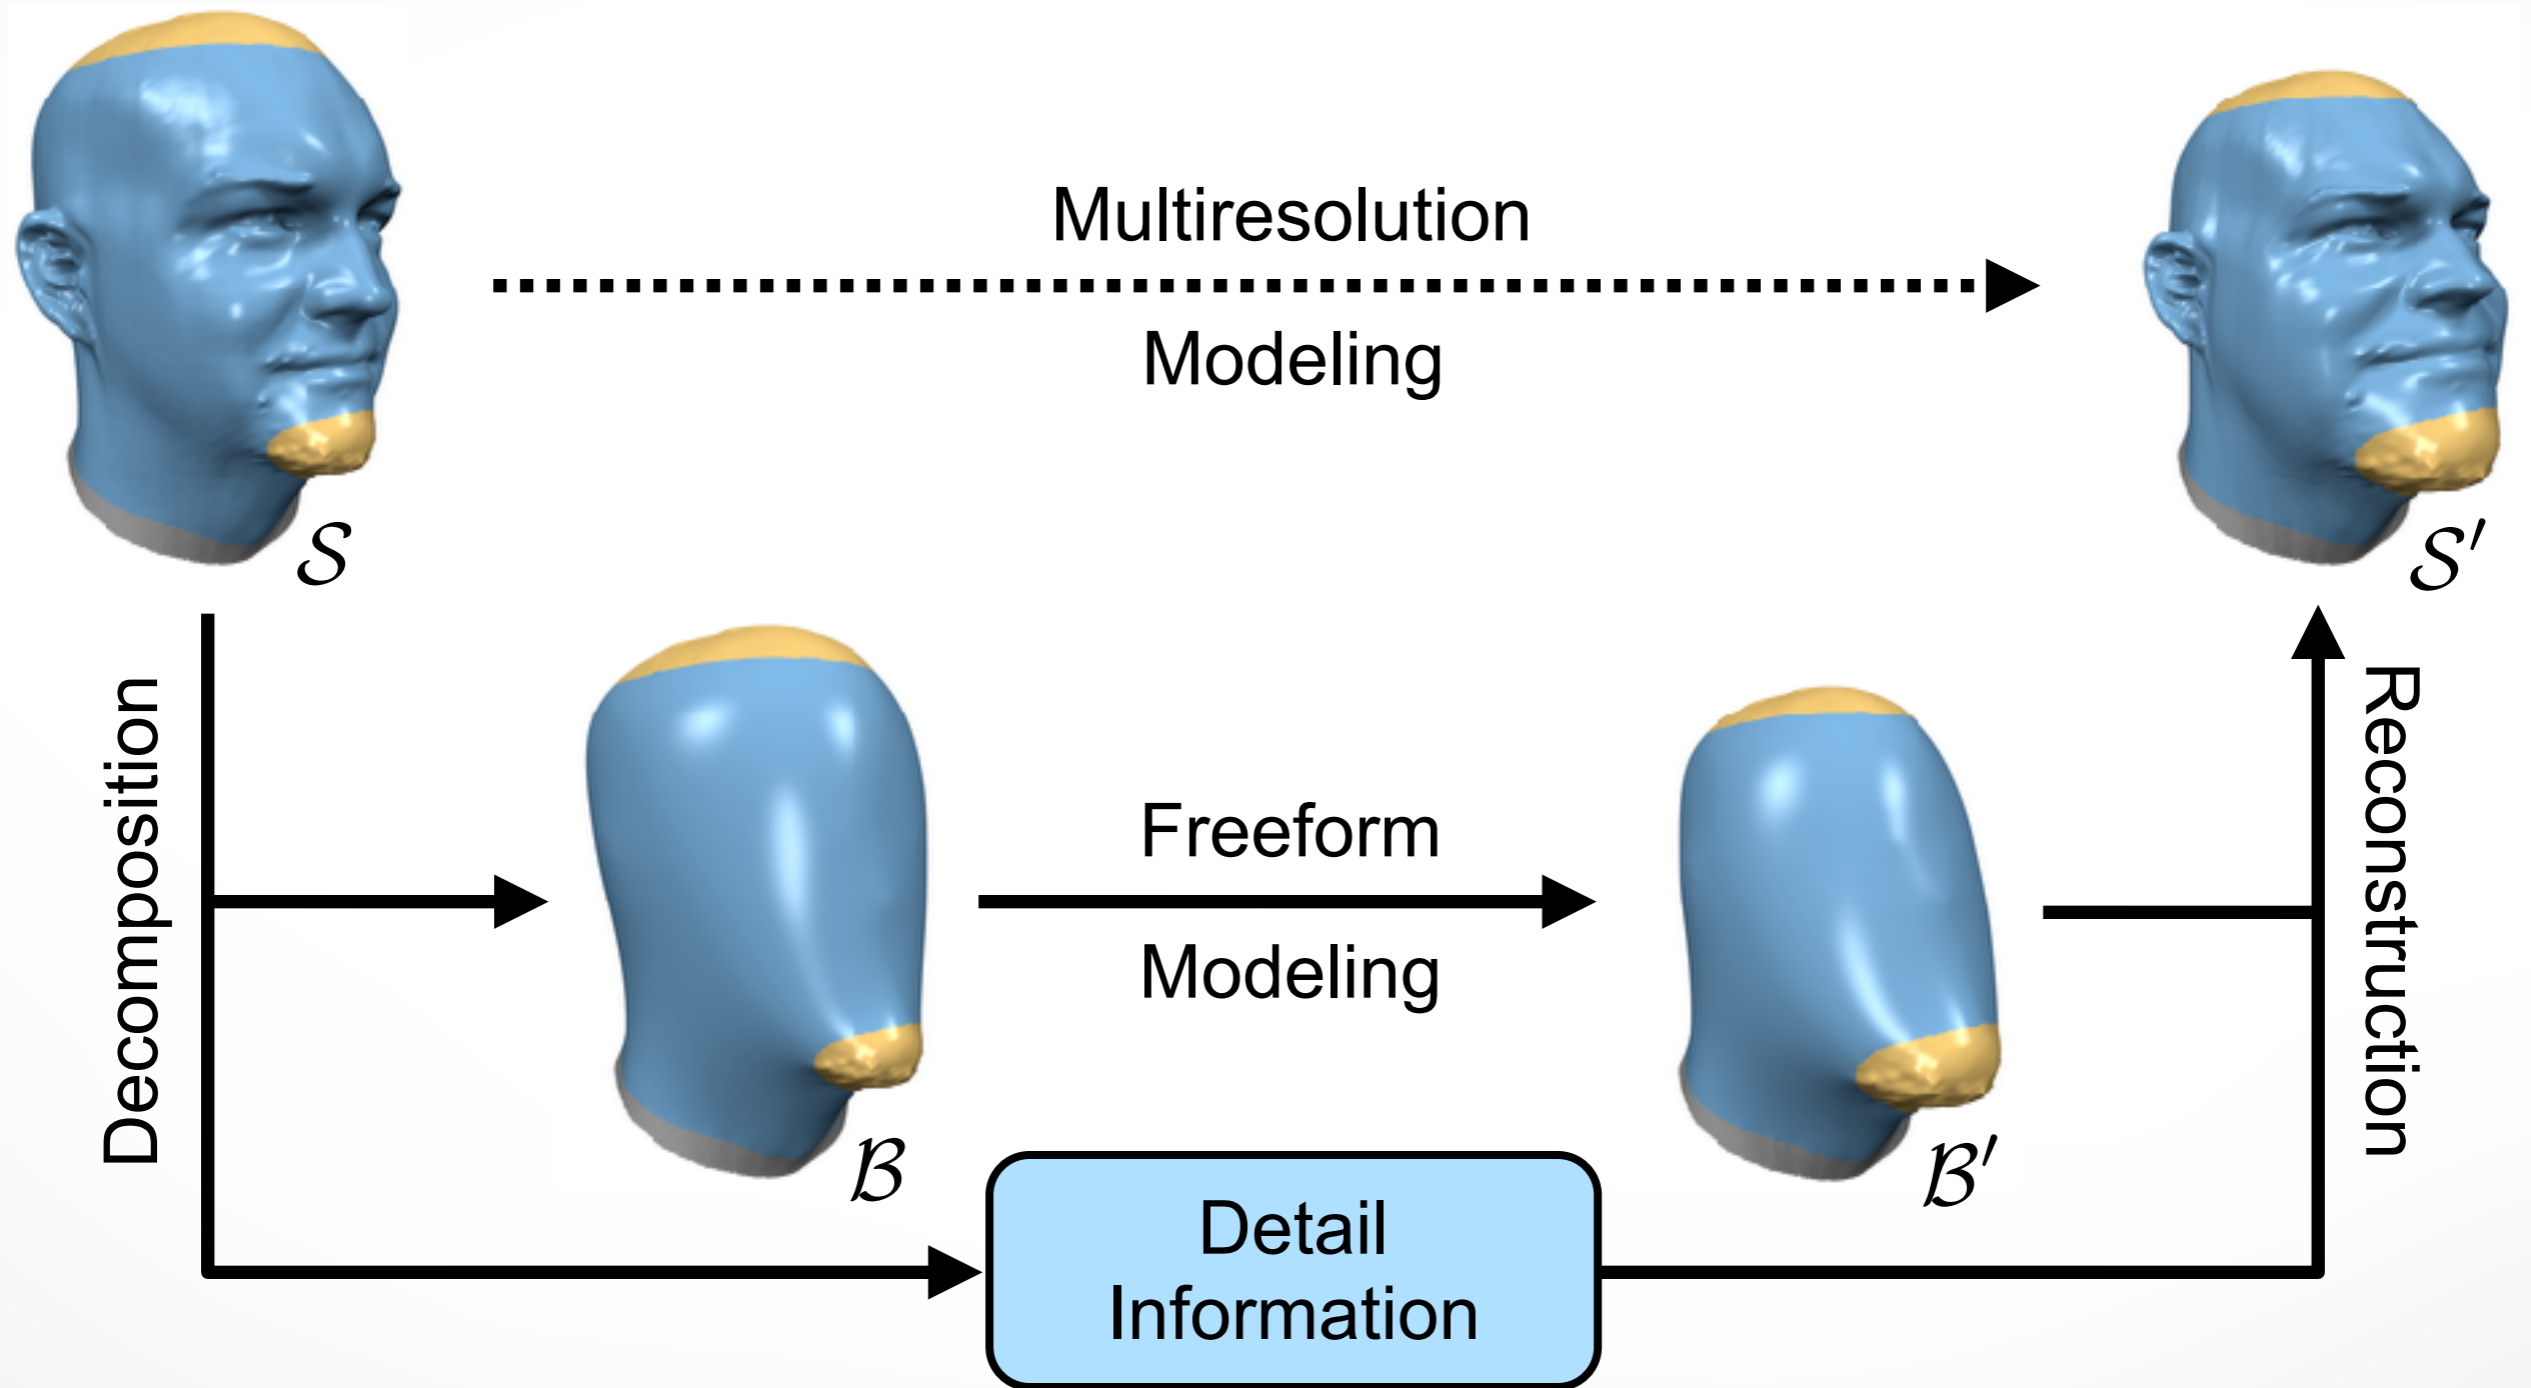 Multiresolution
Modeling
𝒮
𝒮′
Decomposition
Freeform
Modeling
Reconstruction
ℬ
ℬ′
Detail
Information